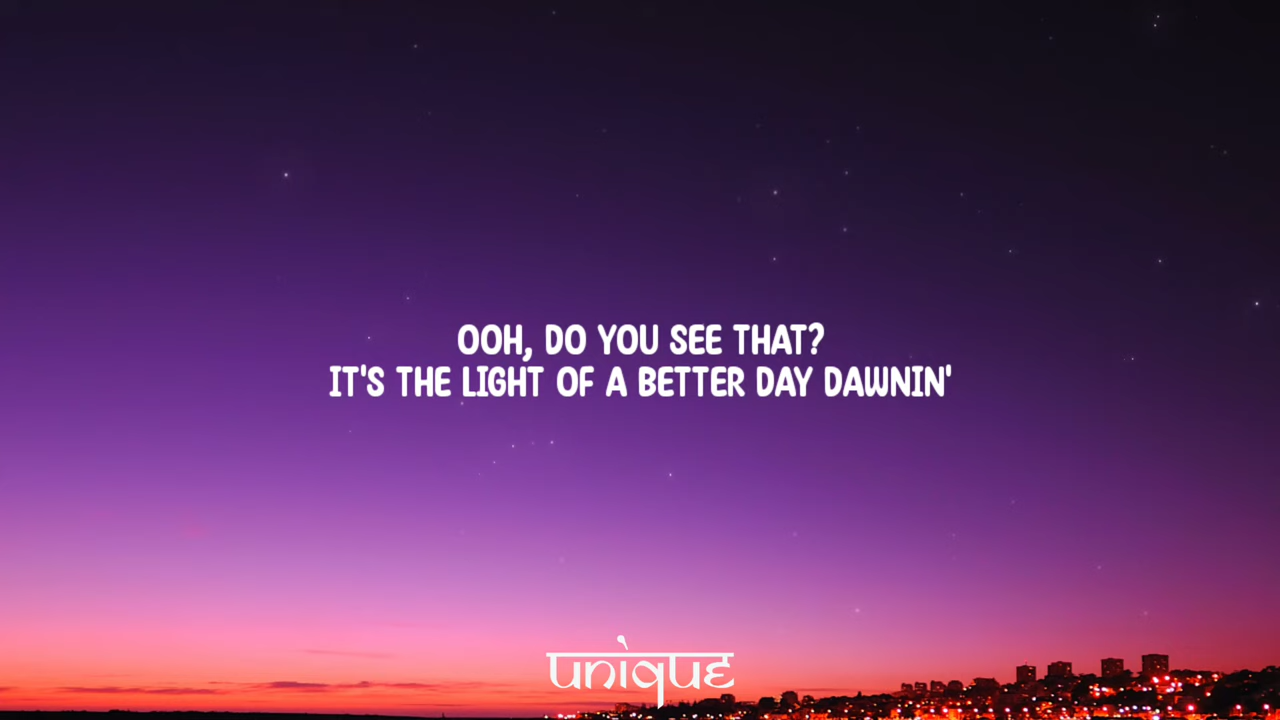 OOH, DO YOU SEE THAT?
IT'S THE LIGHT OF A BETTER DAY DAWNIN'
unique